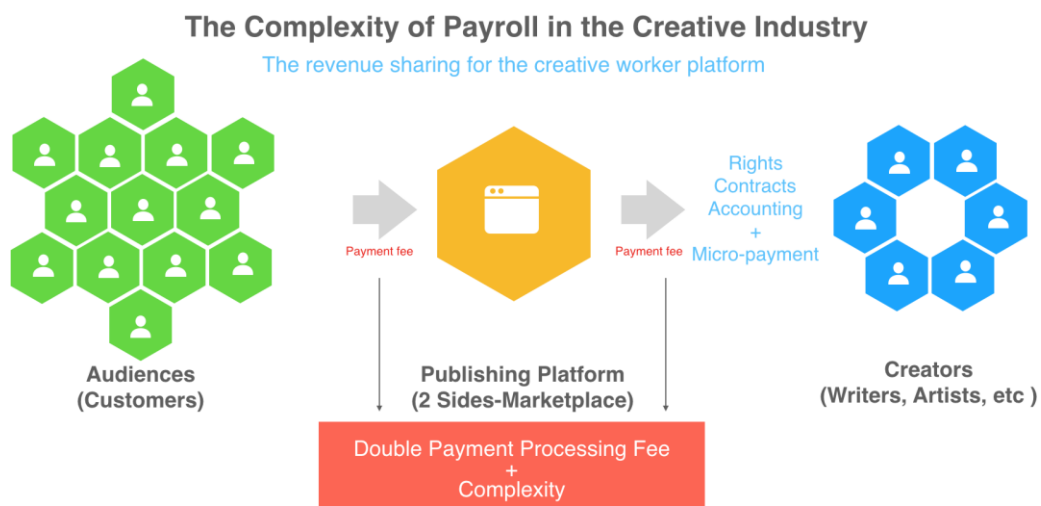 The Complexity of Payroll in the Creative Industry
The revenue sharing for the creative worker platform
Payment fee
Payment fee
Rights
Contracts
Accounting
+
Micro-payment
Audiences
(Customers)
Publishing Platform
(2 Sides-Marketplace)
Creators
(Writers, Artists, etc )
Double Payment Processing Fee
+
Complexity